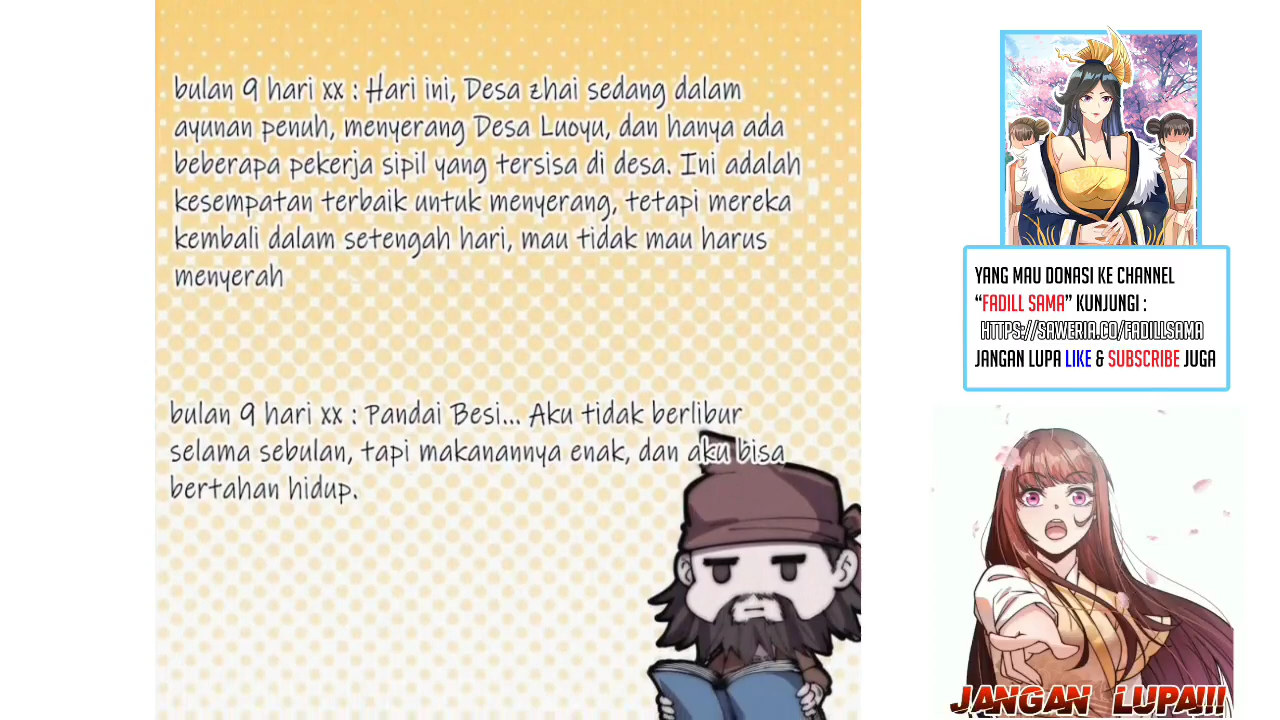 bulan 9 hari xx : Hari ini, Desa zhai sedang dalam
ayunan penuh, menyerang Desa Luoyu, dan hanya ada
beberapa pekerja sipil yang tersisa di desa. Ini adalah
kesempatan terbaik untuk menyerang, tetapi mereka
kembali dalam setengah hari, mau tidak mau harus
menyerah
bulan 9 hari xx : Pandai Besi... Aku tidak berlibur
selama sebulan, tapi makanannya enak, dan aku bisa
bertahan hidup.
YANG MAU DONASI KE CHANNEL
“FADILL SAMA” KUNJUNGI :
HTTPS://SAWERIA.CO/FADILLSAMA
JANGAN LUPA LIKE & SUBSCRIBE JUGA
JANGAN LUPA!!!